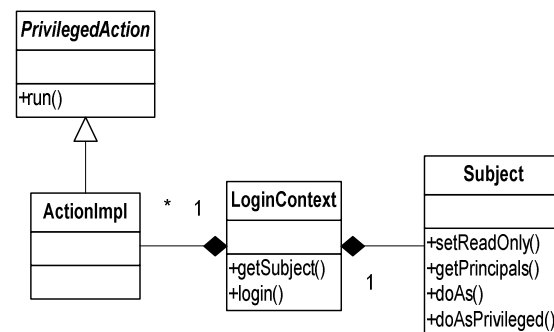 PrivilegedAction
+run()
ActionImpl
* 1
LoginContext
+getSubject()
+login()
1
Subject
+setReadOnly()
+getPrincipals()
+doAs()
+doAsPrivileged()